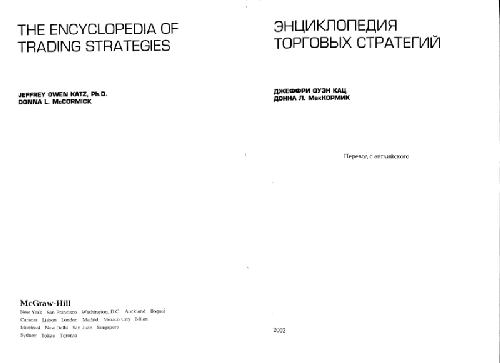 THE ENCYCLOPEDIA OF
TRADING STRATEGIES
JEFFREY OWEN KATZ, Ph.D.
DONNA L. McCORMICK
McGraw-Hill
New York San Francisco Washington, D.C. Auckland Bogotá
Caracas Lisbon London Madrid Mexico City Milan
Montreal New Delhi San Juan Singapore
Sydney Tokyo Toronto
ЭНЦИКЛОПЕДИЯ
ТОРГОВЫХ СТРАТЕГИЙ
ДЖЕФФРИ ОУЭН КАЦ
ДОННА Л. МакКОРМИК
Перевод с английского
2002